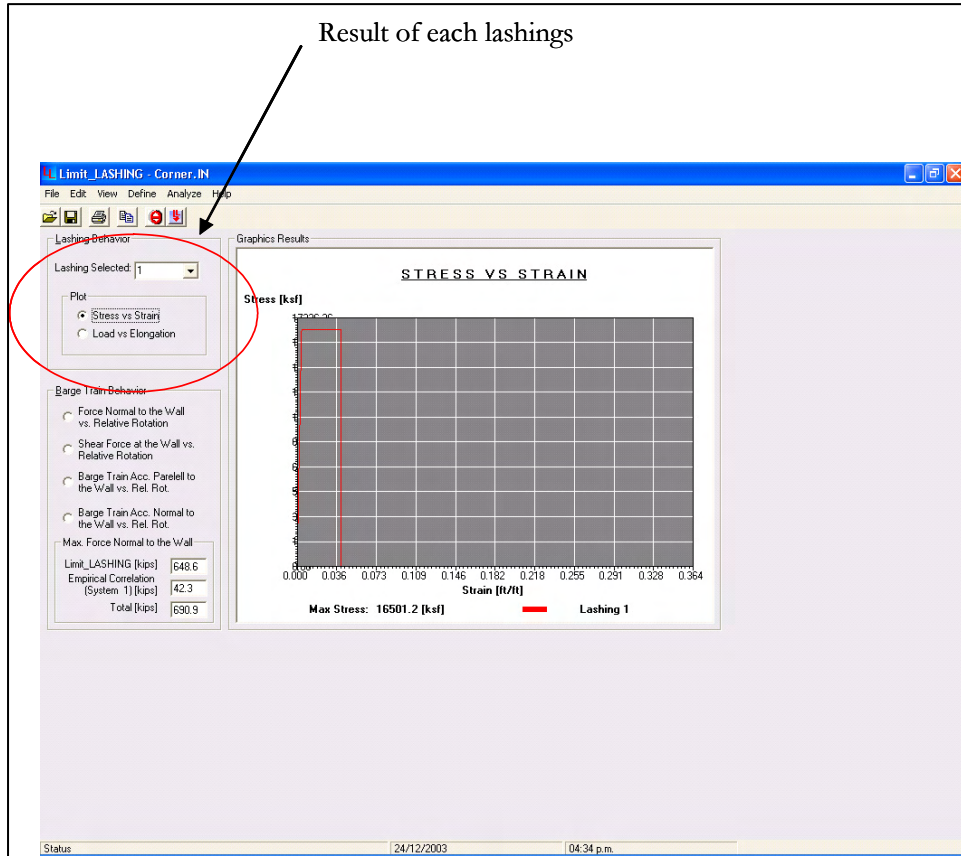 Result of each lashings
Limit_LASHING - Corner.IN
File Edit View Define Analyze Help
Lashing Behavior
Lashing Selected: 1
Plot
Stress vs Strain
Load vs Elongation
Barge Train Behavior
Force Normal to the Wall
vs. Relative Rotation
Shear Force at the Wall vs.
Relative Rotation
Barge Train Acc. Parelell to
the Wall vs. Rel. Rot.
Barge Train Acc. Normal to
the Wall vs. Rel. Rot.
Max. Force Normal to the Wall
Limit_LASHING [kips] 648.6
Empirical Correlation
(System 1) [kips] 42.3
Total [kips] 690.9
Graphics Results
STRESS VS STRAIN
Stress [ksf]
0.000 0.036 0.073 0.109 0.146 0.182 0.218 0.255 0.291 0.328 0.364
Strain [ft/ft]
Max Stress: 16501.2 [ksf] Lashing 1
Status 24/12/2003 04:34 p.m.